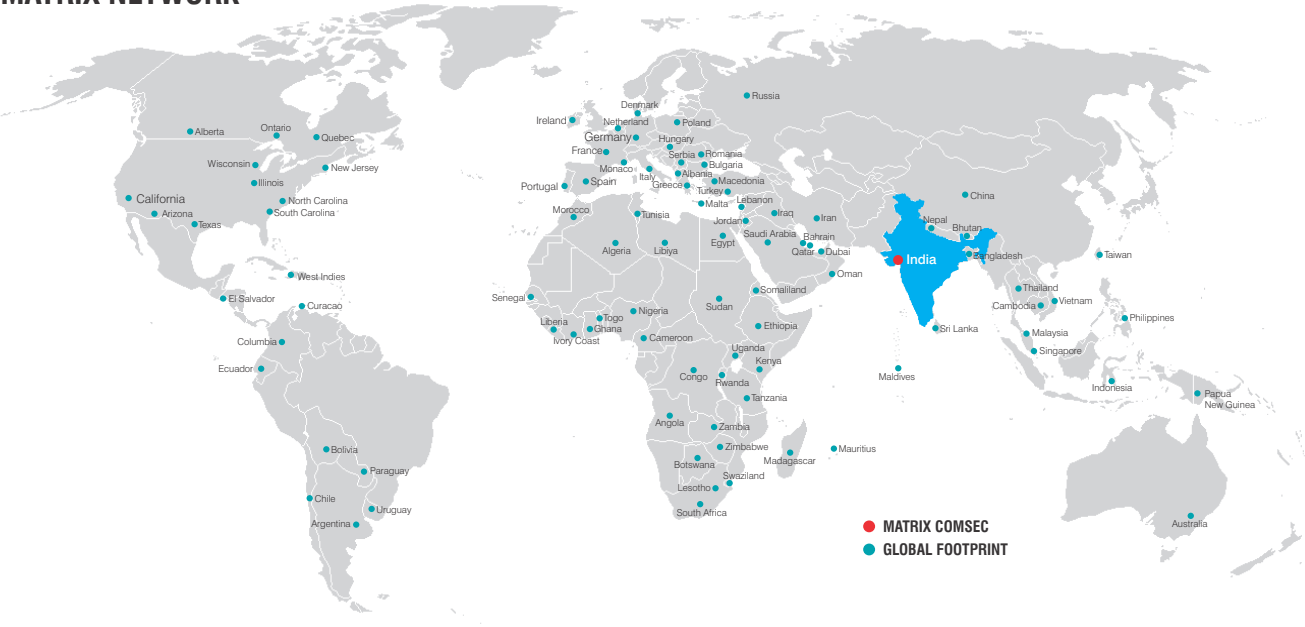 MATRIX NETWORK
Russia
Denmark
Ireland
Netherland
Poland
Alberta
Ontario
Quebec
Germany
Hungary
France
Serbia
Romania
Wisconsin
New Jersey
Monaco
Bulgaria
Italy
Albania
Illinois
Portugal
Spain
Greece
Macedonia
Turkey
China
California
North Carolina
Malta
Lebanon
Arizona
South Carolina
Morocco
Tunisia
Iraq
Iran
Texas
Jordan
Nepal
Bhutan
Saudi Arabia
Bahrain
Algeria
Libiya
Egypt
Qatar
Dubai
India
Bangladesh
Taiwan
West Indies
Oman
Somaliland
Thailand
El Salvador
Curacao
Senegal
Sudan
Cambodia
Vietnam
Nigeria
Liberia
Togo
Ghana
Ethiopia
Philippines
Sri Lanka
Ivory Coast
Cameroon
Malaysia
Columbia
Uganda
Singapore
Kenya
Ecuador
Congo
Rwanda
Maldives
Indonesia
Tanzania
Papua
New Guinea
Angola
Zambia
Bolivia
Zimbabwe
Mauritius
Botswana
Madagascar
Paraguay
Swaziland
Lesotho
Chile
Uruguay
South Africa
Argentina
Australia
MATRIX COMSEC
GLOBAL FOOTPRINT